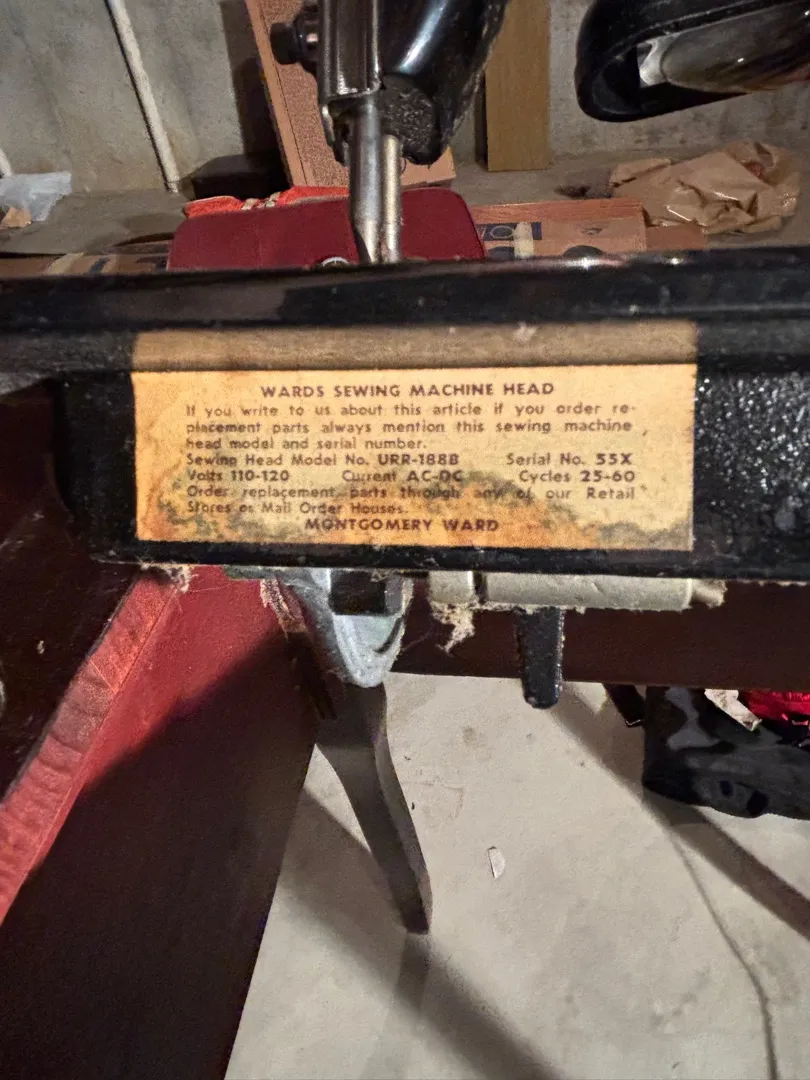 WARDS SEWING MACHINE HEAD
If you write to us about this article if you order re-
placement parts always mention this sewing machine
head model and serial number.
Sewing Head Model No. URR-188B Serial No. 55X
Volts 110-120 Current AC-DC Cycles 25-60
Order replacement parts through any of our Retail
Stores or Mail Order Houses.
MONTGOMERY WARD